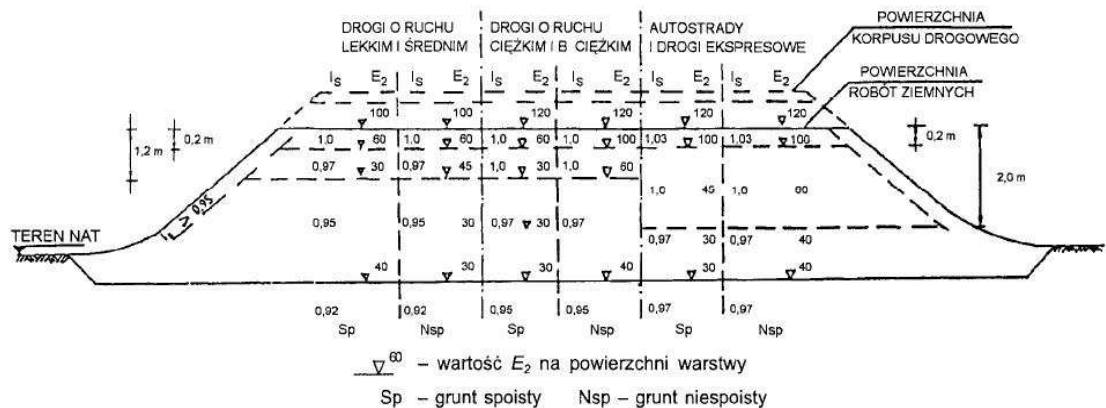 DROGI O RUCHU LEKKIM I ŚREDNIM
DROGI O RUCHU CIĘŻKIM I B. CIĘŻKIM
AUTOSTRADY I DROGI EKSPRESOWE
POWIERZCHNIA KORPUSU DROGOWEGO
POWIERZCHNIA ROBÓT ZIEMNYCH
I_S E_2 I_S E_2 I_S E_2 I_S E_2 I_S E_2 I_S E_2
100 100 120 120 120 120
0,2 m 1,0 60 1,0 60 1,0 60 1,0 100 1,03 100 1,03 100 0,2 m
1,2 m 0,97 30 0,97 45 1,0 30 1,0 60
1,0 45 1,0 2,0 m
≥ 0,95
0,95 0,95 30 0,97 30 0,97
TEREN NAT 0,97 30 0,97 40
40 30 30 40 30 40
0,92 0,92 0,95 0,95 0,97 0,97
Sp Nsp Sp Nsp Sp Nsp
60 – wartość E_2 na powierzchni warstwy
Sp – grunt spoisty Nsp – grunt niespoisty